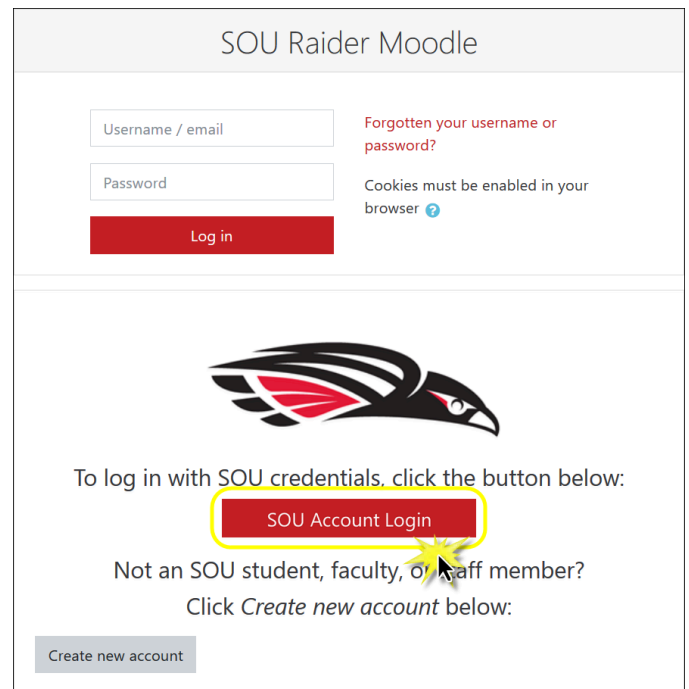 SOU Raider Moodle
Username / email
Password
Log in
Forgotten your username or
password?
Cookies must be enabled in your
browser ?
To log in with SOU credentials, click the button below:
SOU Account Login
Not an SOU student, faculty, or staff member?
Click Create new account below:
Create new account